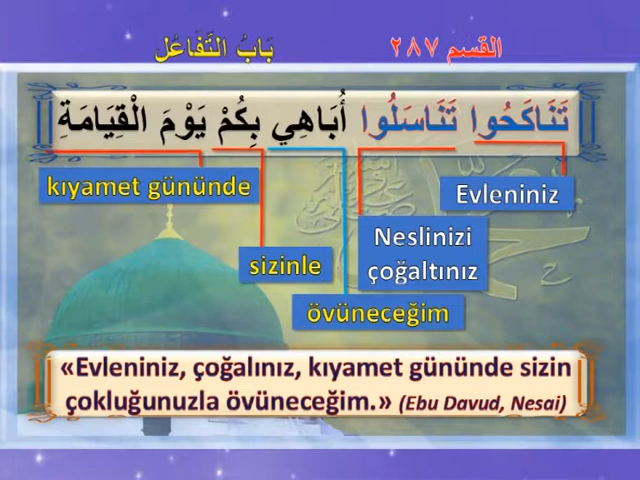 القسم ٢٨٧
بَابُ التَّفَاعُل
تَنَاكَحُوا تَنَاسَلُوا أُبَاهِي بِكُمْ يَوْمَ الْقِيَامَةِ
kıyamet gününde
Evleniniz
Neslinizi
çoğaltınız
sizinle
övüneceğim
«Evleniniz, çoğalınız, kıyamet gününde sizin
çokluğunuzla övüneceğim.» (Ebu Davud, Nesai)